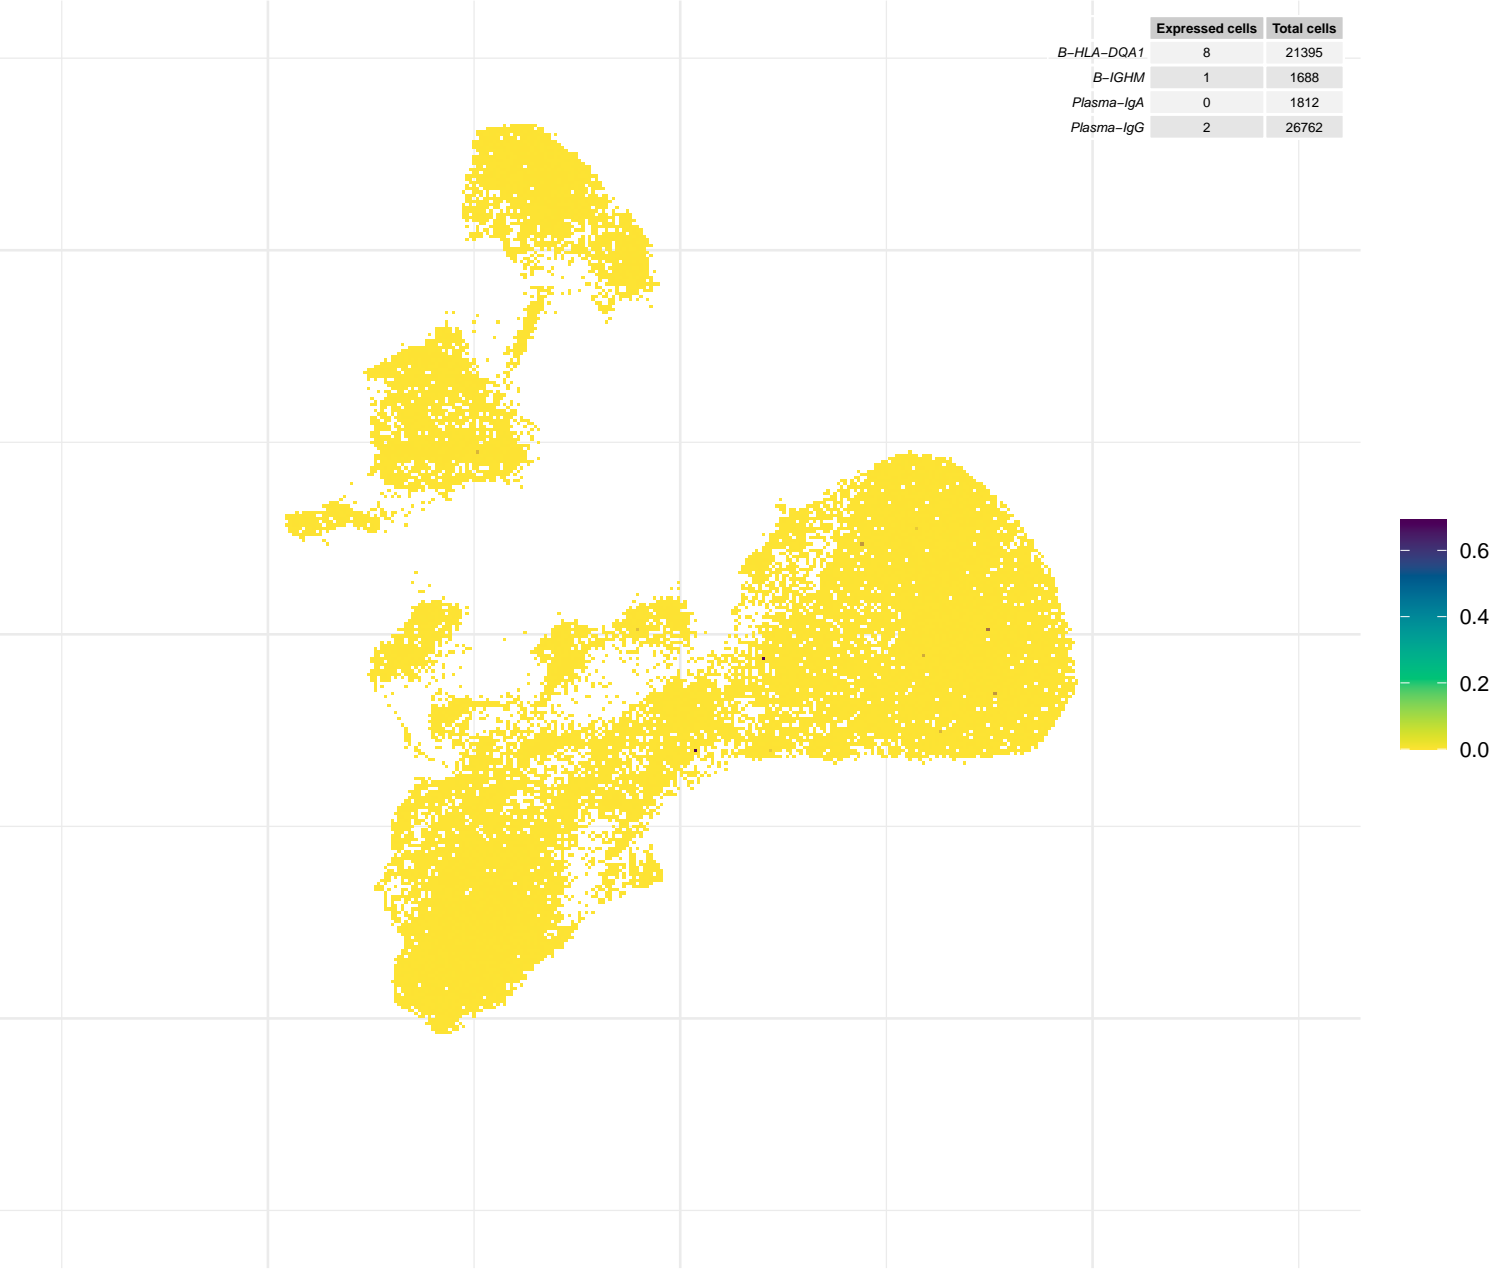 Expressed cells Total cells
B−HLA−DQA1 8 21395
B−IGHM 1 1688
Plasma−IgA 0 1812
Plasma−IgG 2 26762
0.6
0.4
0.2
0.0